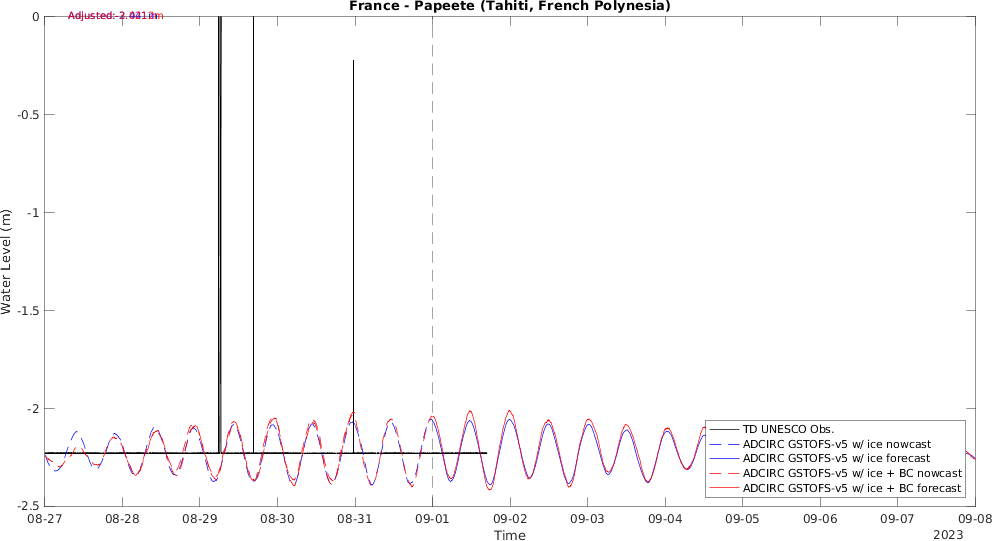 France - Papeete (Tahiti, French Polynesia)
Adjusted:
0
-0.5
-1
-1.5
-2
-2.5
Water Level (m)
TD UNESCO Obs.
ADCIRC GSTOFS-v5 w/ ice nowcast
ADCIRC GSTOFS-v5 w/ ice forecast
ADCIRC GSTOFS-v5 w/ ice + BC nowcast
ADCIRC GSTOFS-v5 w/ ice + BC forecast
08-27 08-28 08-29 08-30 08-31 09-01 09-02 09-03 09-04 09-05 09-06 09-07 09-08
Time
2023